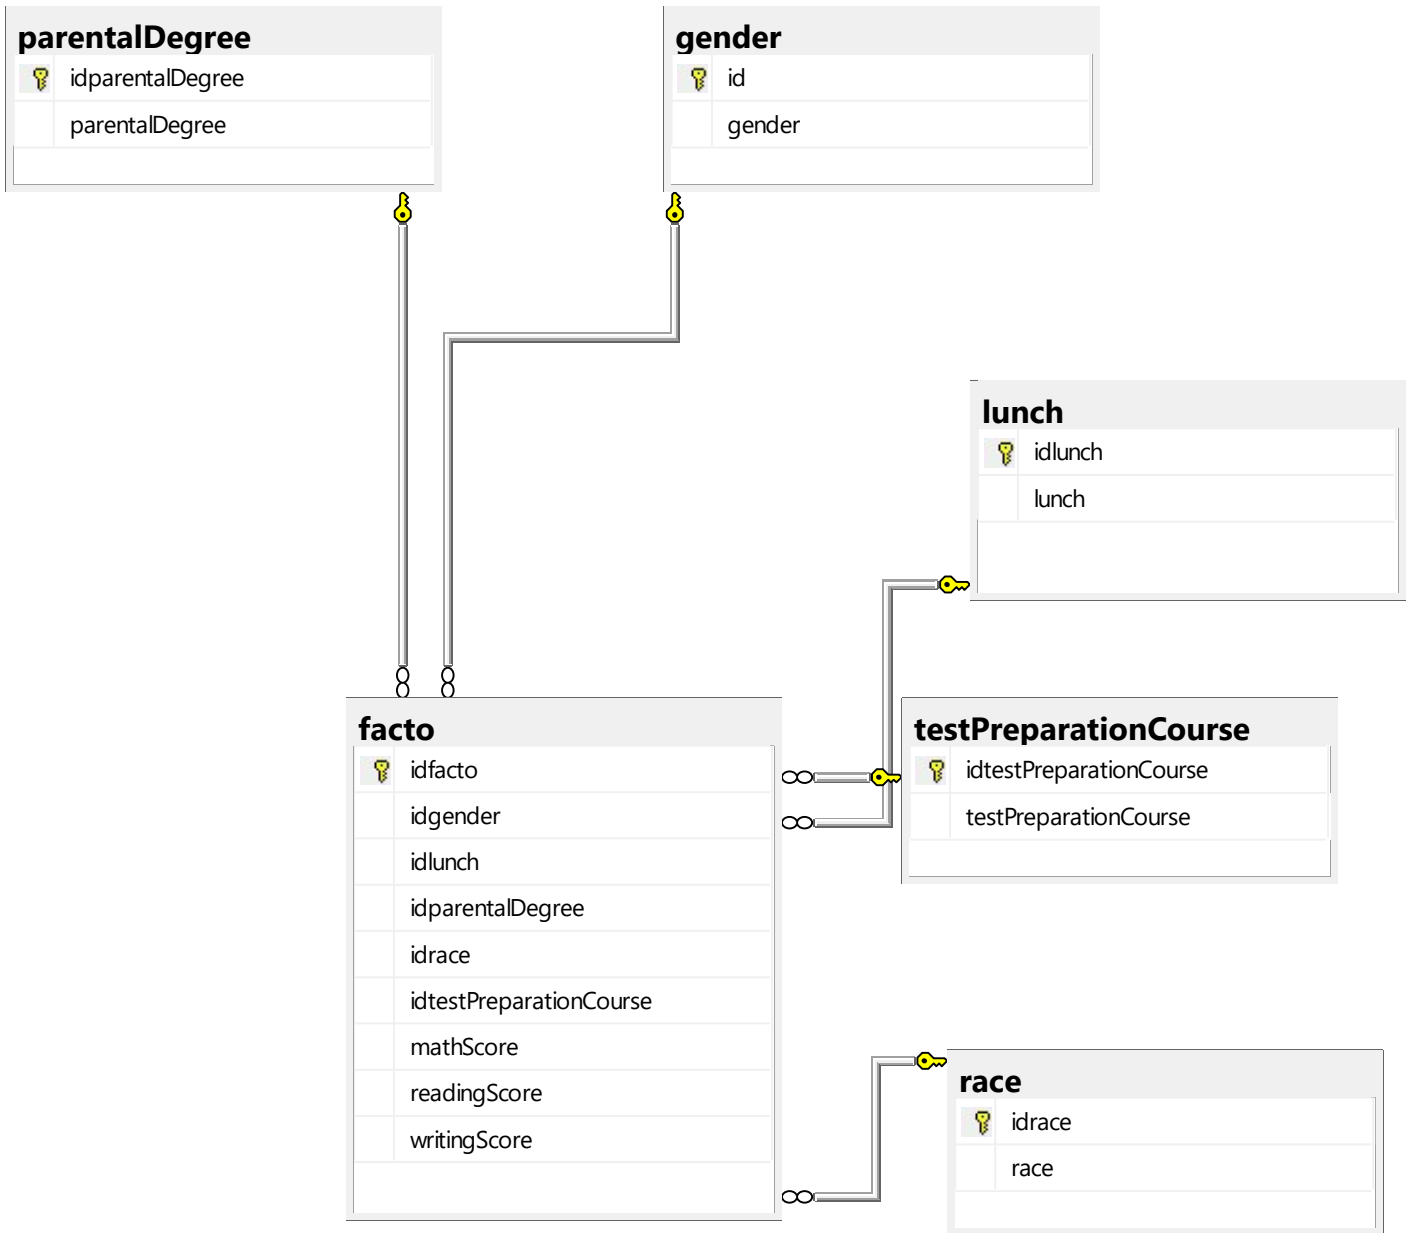 parentalDegree
idparentalDegree
parentalDegree
gender
id
gender
lunch
idlunch
lunch
facto
idfacto
idgender
idlunch
idparentalDegree
idrace
idtestPreparationCourse
mathScore
readingScore
writingScore
testPreparationCourse
idtestPreparationCourse
testPreparationCourse
race
idrace
race